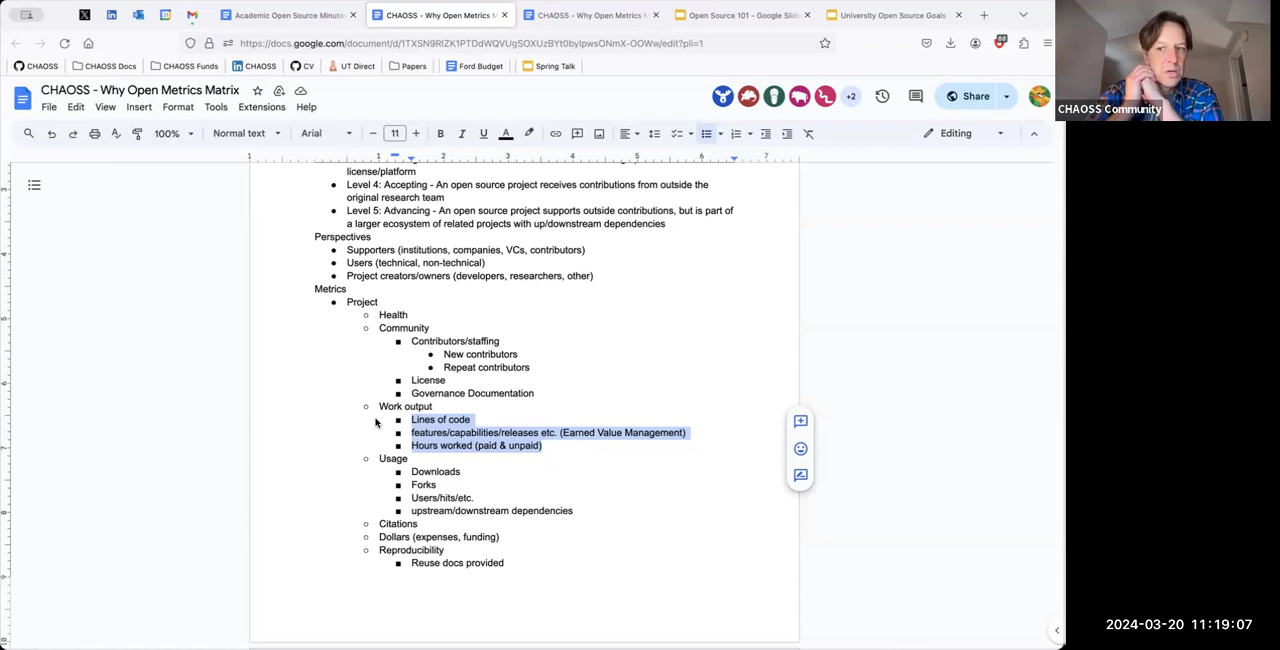 Academic Open Source Minute
CHAOSS - Why Open Metrics M
CHAOSS - Why Open Metrics M
Open Source 101 - Google Slid
University Open Source Goals
https://docs.google.com/document/d/1TXSN9RIZK1PTDdWQVUgSOXUzBYt0bylpwsONmX-OOWw/edit?pli=1
CHAOSS
CHAOSS Docs
CHAOSS Funds
CHAOSS
CV
UT Direct
Papers
Ford Budget
Spring Talk
CHAOSS Community
CHAOSS - Why Open Metrics Matrix
File Edit View Insert Format Tools Extensions Help
+2
Share
100%
Normal text
Arial
11
Editing
1 1 2 3 4 5 6 7
license/platform
● Level 4: Accepting - An open source project receives contributions from outside the
original research team
● Level 5: Advancing - An open source project supports outside contributions, but is part of
a larger ecosystem of related projects with up/downstream dependencies
Perspectives
● Supporters (institutions, companies, VCs, contributors)
● Users (technical, non-technical)
● Project creators/owners (developers, researchers, other)
Metrics
● Project
○ Health
○ Community
■ Contributors/staffing
● New contributors
● Repeat contributors
■ License
■ Governance Documentation
○ Work output
■ Lines of code
■ features/capabilities/releases etc. (Earned Value Management)
■ Hours worked (paid & unpaid)
○ Usage
■ Downloads
■ Forks
■ Users/hits/etc.
■ upstream/downstream dependencies
○ Citations
○ Dollars (expenses, funding)
○ Reproducibility
■ Reuse docs provided
2024-03-20 11:19:07